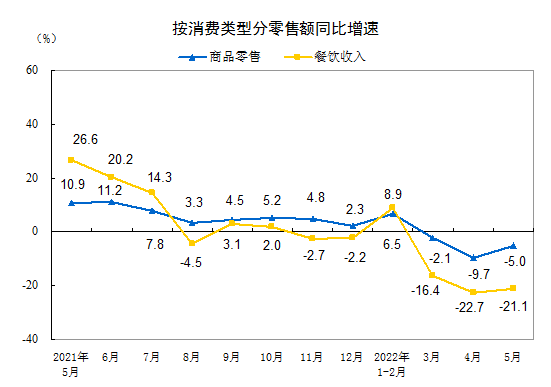 按消费类型分零售额同比增速
(%)
商品零售 餐饮收入
60
40
20
0
-20
-40
26.6 20.2 14.3
10.9 11.2 3.3 4.5 5.2 4.8 2.3 8.9
7.8 -4.5 3.1 2.0 -2.7 -2.2 6.5 -2.1 -9.7 -5.0
-16.4 -22.7 -21.1
2021年 6月 7月 8月 9月 10月 11月 12月 2022年 3月 4月 5月
5月 1-2月